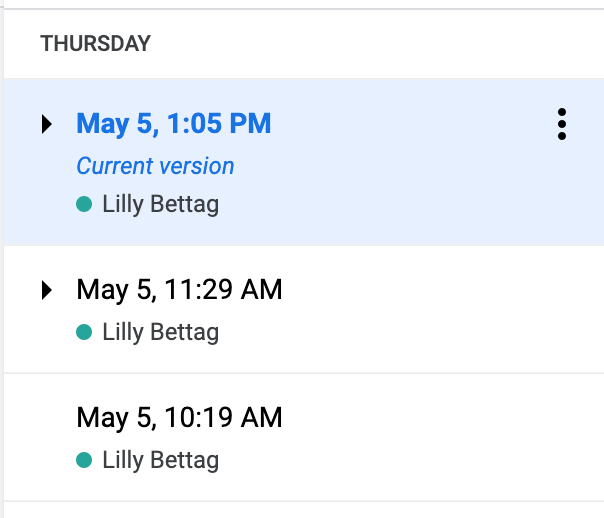 THURSDAY
May 5, 1:05 PM
Current version
Lilly Bettag
May 5, 11:29 AM
Lilly Bettag
May 5, 10:19 AM
Lilly Bettag